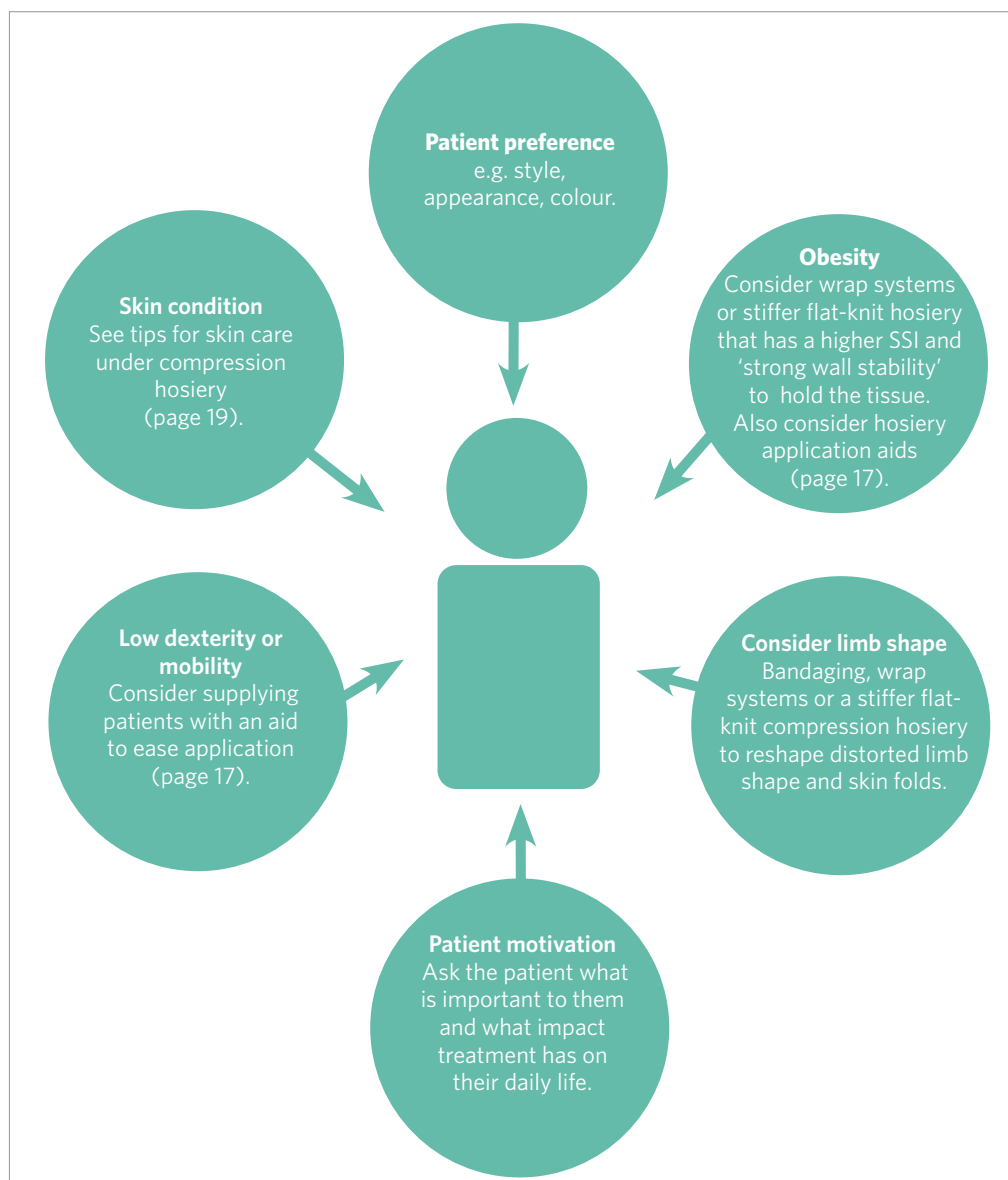 Patient preference
e.g. style,
appearance, colour.
Obesity
Consider wrap systems
or stiffer flat-knit hosiery
that has a higher SSI and
‘strong wall stability’
to  hold the tissue.
Also consider hosiery
application aids
(page 17).
Skin condition
See tips for skin care
under compression
hosiery
(page 19).
Low dexterity or
mobility
Consider supplying
patients with an aid
to ease application
(page 17).
Consider limb shape
Bandaging, wrap
systems or a stiffer flat-
knit compression hosiery
to reshape distorted limb
shape and skin folds.
Patient motivation
Ask the patient what
is important to them
and what impact
treatment has on
their daily life.